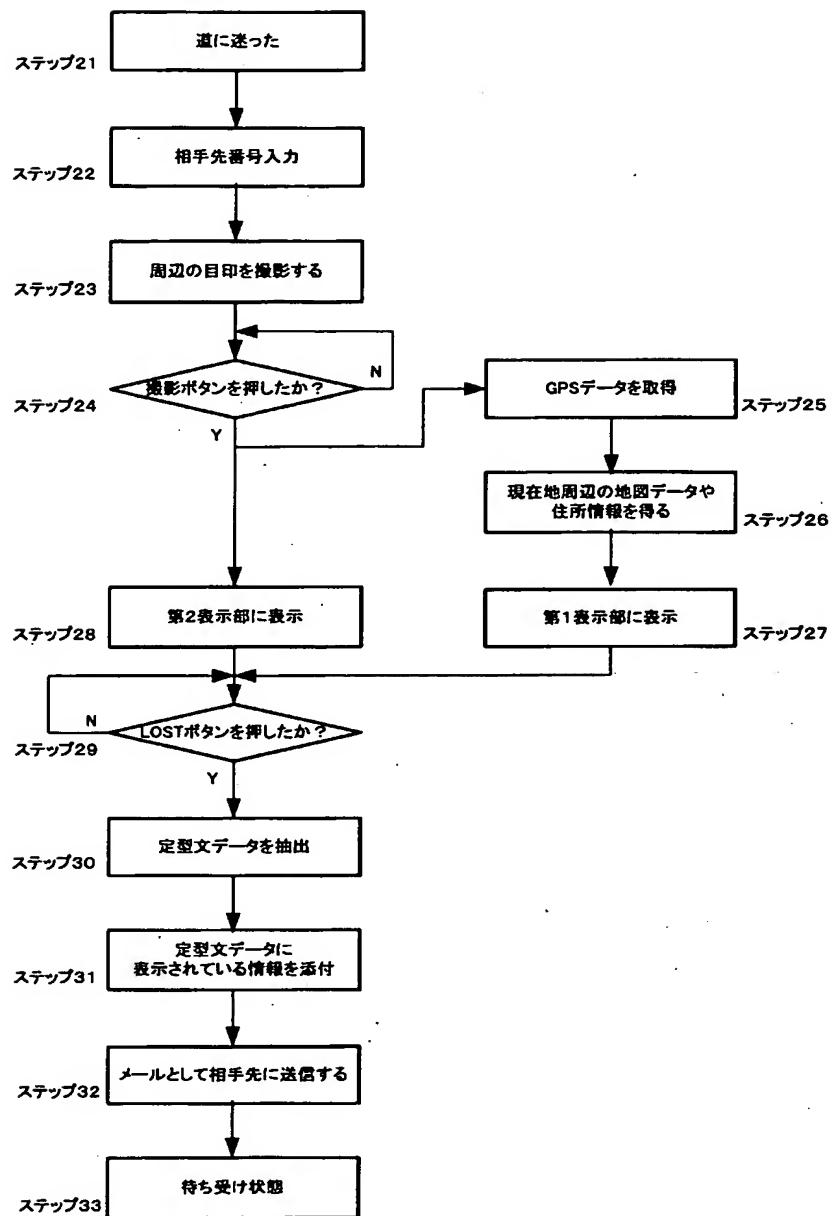 道に迷った
ステップ21
相手先番号入力
ステップ22
周辺の目印を撮影する
ステップ23
撮影ボタンを押したか?
N
ステップ24
Y
GPSデータを取得
ステップ25
現在地周辺の地図データや
住所情報を得る
ステップ26
第2表示部に表示
ステップ28
第1表示部に表示
ステップ27
N
LOSTボタンを押したか?
ステップ29
Y
定型文データを抽出
ステップ30
定型文データに
表示されている情報を添付
ステップ31
メールとして相手先に送信する
ステップ32
待ち受け状態
ステップ33